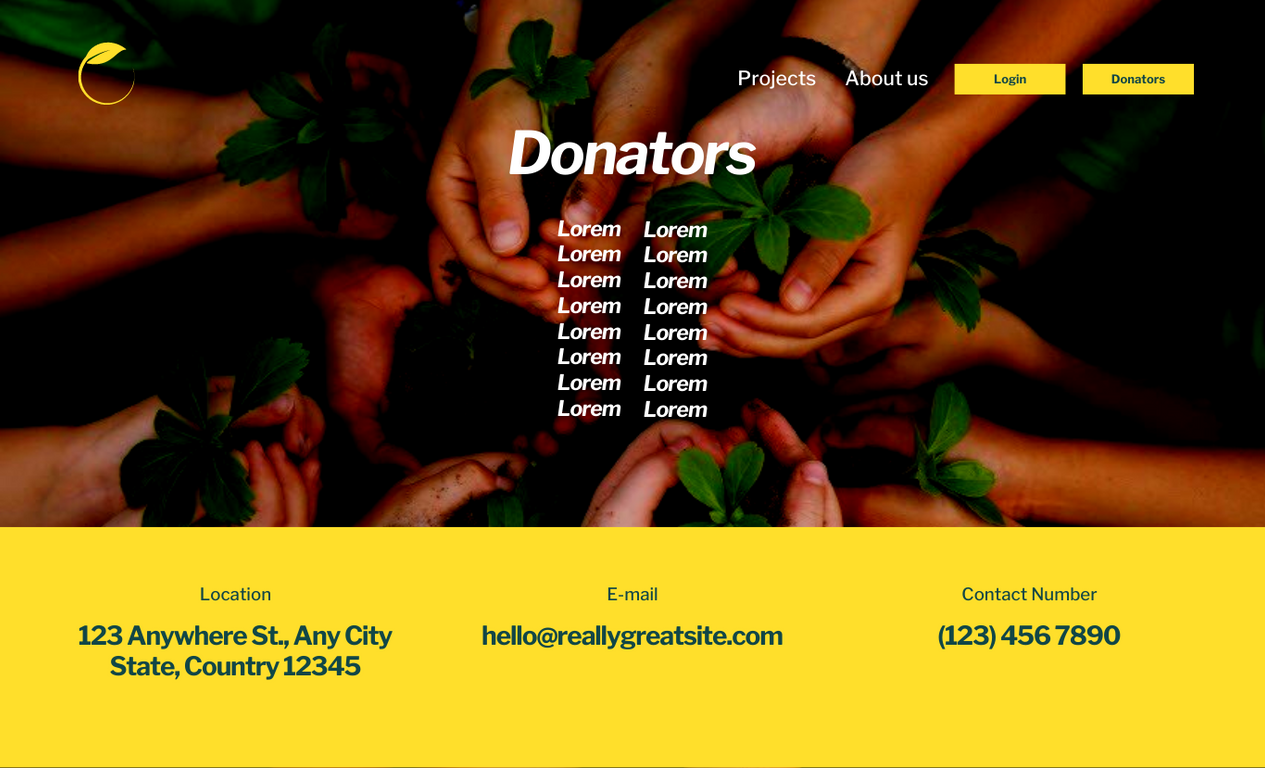 Projects About us Login Donators
Donators
Lorem Lorem
Lorem Lorem
Lorem Lorem
Lorem Lorem
Lorem Lorem
Lorem Lorem
Lorem Lorem
Lorem Lorem
Location
123 Anywhere St., Any City
State, Country 12345
E-mail
hello@reallygreatsite.com
Contact Number
(123) 456 7890